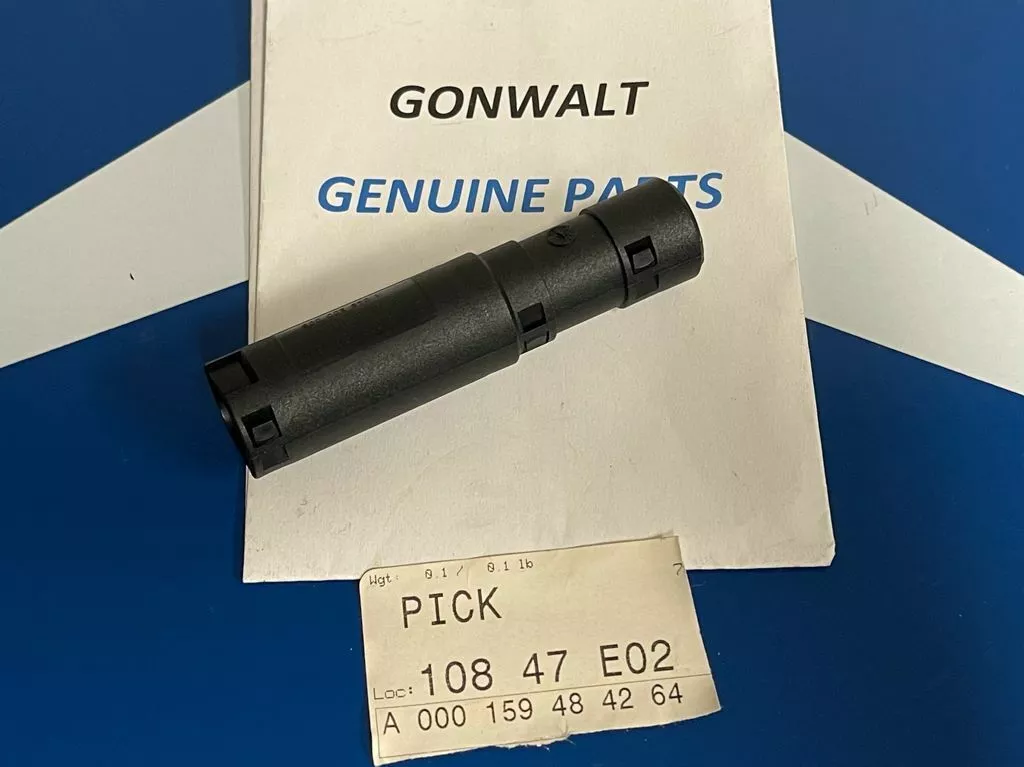 GONWALT
GENUINE PARTS
Wgt: 0.1 / 0.1 lb 7
PICK
Loc: 108 47 E02
A 000 159 48 42 64